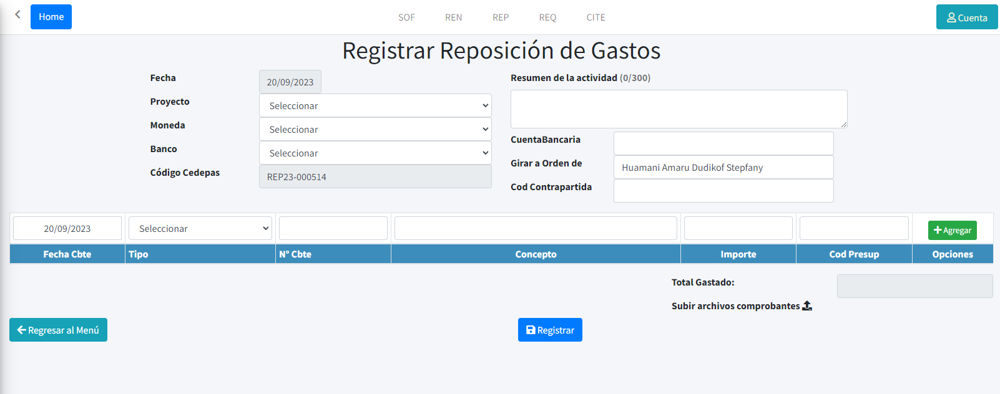 Home SOF REN REP REQ CITE Cuenta
Registrar Reposición de Gastos
Fecha 20/09/2023
Proyecto Seleccionar
Moneda Seleccionar
Banco Seleccionar
Código Cedepas REP23-000514
Resumen de la actividad (0/300)
CuentaBancaria
Girar a Orden de Huamani Amaru Dudikof Stepfany
Cod Contrapartida
20/09/2023 Seleccionar Agregar
Fecha Cbte Tipo N° Cbte Concepto Importe Cod Presup Opciones
Total Gastado:
Subir archivos comprobantes
Regresar al Menú Registrar